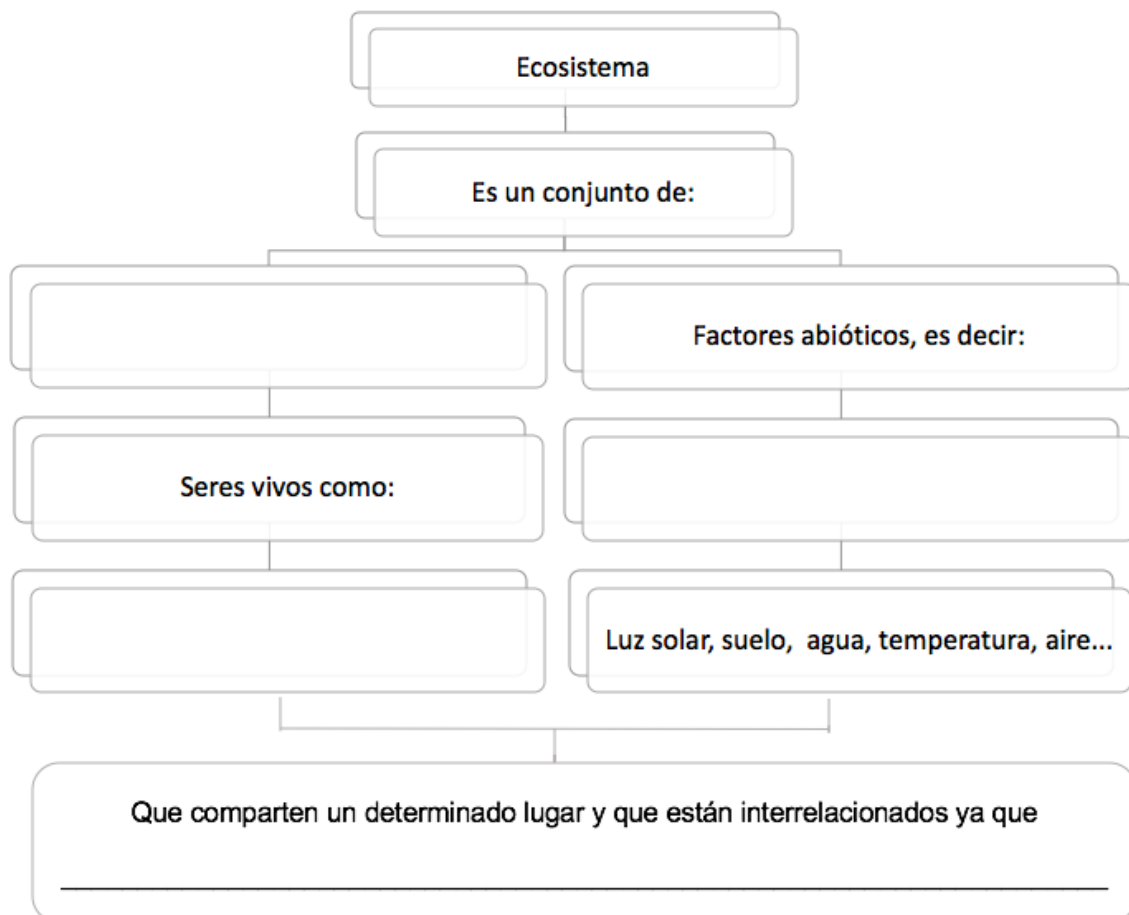 Ecosistema
Es un conjunto de:
Factores abióticos, es decir:
Seres vivos como:
Luz solar, suelo,  agua, temperatura, aire...
Que comparten un determinado lugar y que están interrelacionados ya que